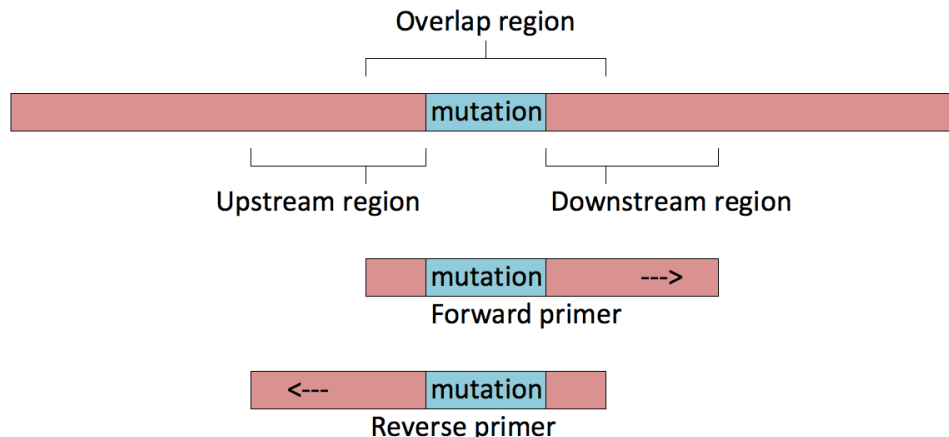 Overlap region
mutation
Upstream region
Downstream region
mutation
--->
Forward primer
<---
mutation
Reverse primer